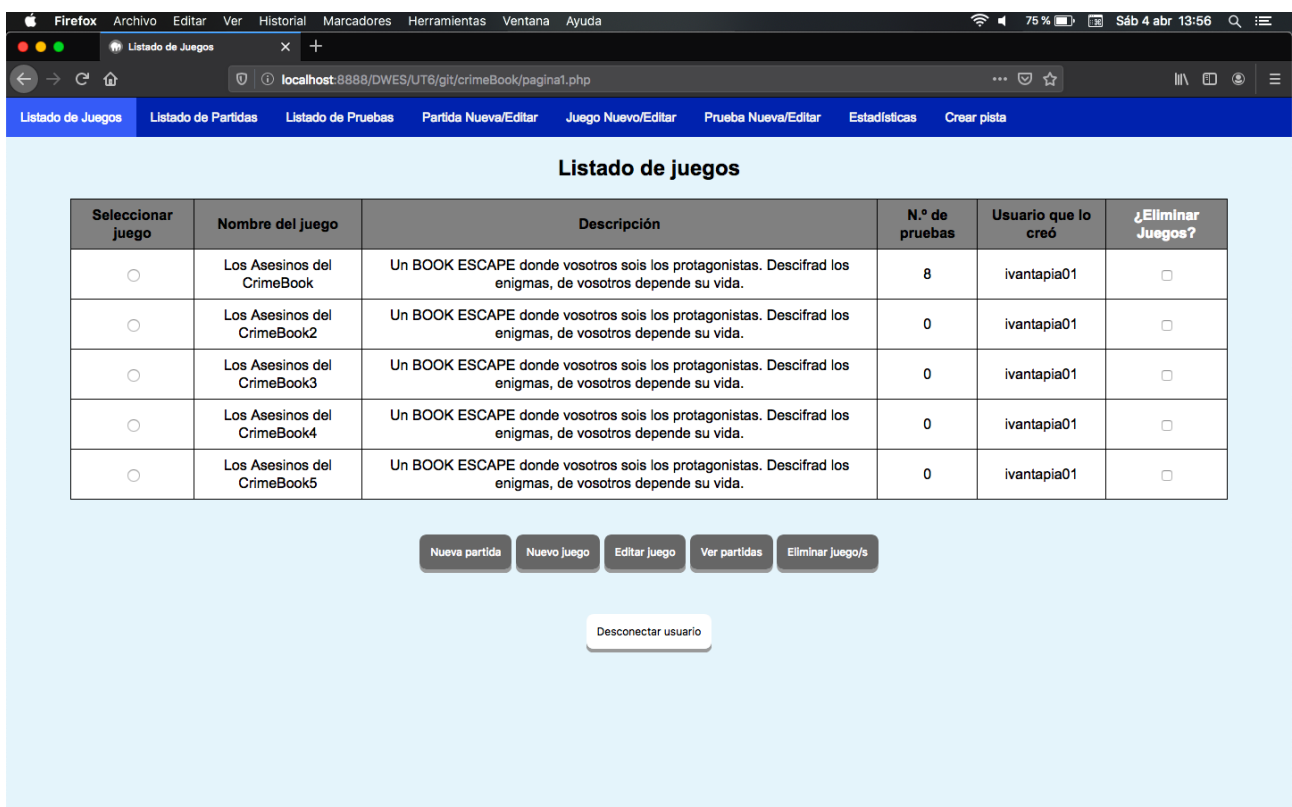 Firefox Archivo Editar Ver Historial Marcadores Herramientas Ventana Ayuda 75 % Sáb 4 abr 13:56
Listado de Juegos
localhost:8888/DWES/UT6/git/crimeBook/pagina1.php
Listado de Juegos Listado de Partidas Listado de Pruebas Partida Nueva/Editar Juego Nuevo/Editar Prueba Nueva/Editar Estadísticas Crear pista
Listado de juegos
Seleccionar juego Nombre del juego Descripción N.º de pruebas Usuario que lo creó ¿Eliminar Juegos?
Los Asesinos del Un BOOK ESCAPE donde vosotros sois los protagonistas. Descifrad los 8 ivantapia01
CrimeBook enigmas, de vosotros depende su vida.
Los Asesinos del Un BOOK ESCAPE donde vosotros sois los protagonistas. Descifrad los 0 ivantapia01
CrimeBook2 enigmas, de vosotros depende su vida.
Los Asesinos del Un BOOK ESCAPE donde vosotros sois los protagonistas. Descifrad los 0 ivantapia01
CrimeBook3 enigmas, de vosotros depende su vida.
Los Asesinos del Un BOOK ESCAPE donde vosotros sois los protagonistas. Descifrad los 0 ivantapia01
CrimeBook4 enigmas, de vosotros depende su vida.
Los Asesinos del Un BOOK ESCAPE donde vosotros sois los protagonistas. Descifrad los 0 ivantapia01
CrimeBook5 enigmas, de vosotros depende su vida.
Nueva partida Nuevo juego Editar juego Ver partidas Eliminar juego/s
Desconectar usuario